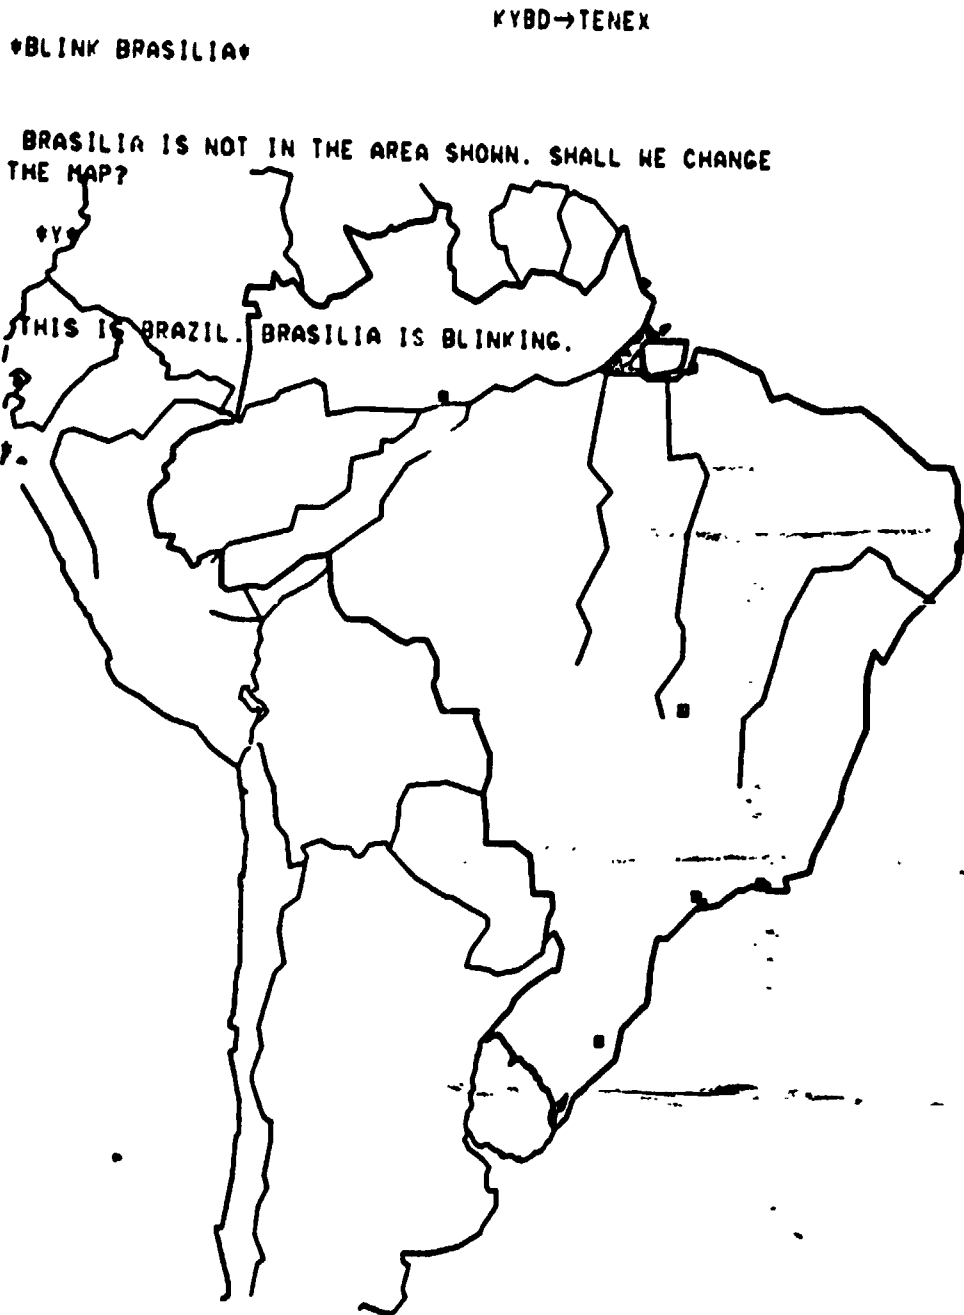 KYBD→TENEX
*BLINK BRASILIA*
BRASILIA IS NOT IN THE AREA SHOWN. SHALL WE CHANGE
THE MAP?
*Y*
THIS IS BRAZIL. BRASILIA IS BLINKING.